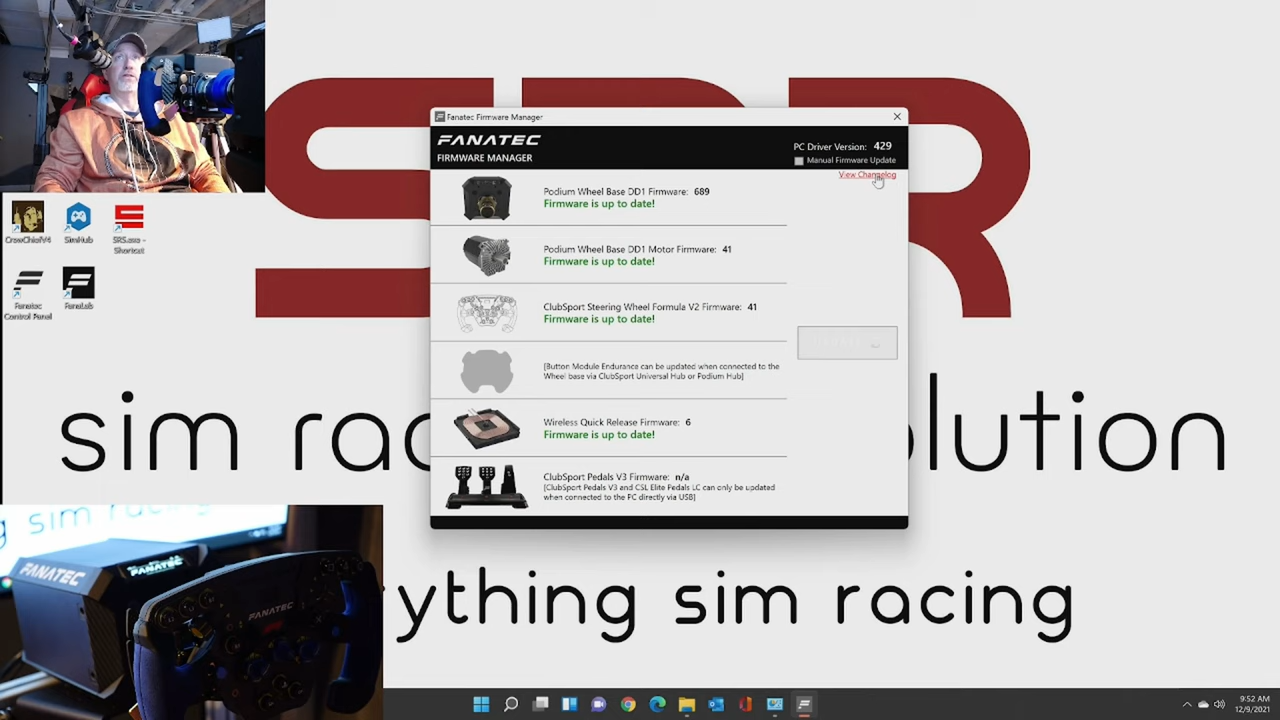 SRR
sim rac
olution
rything sim racing
Fanatec Firmware Manager
FANATEC
FIRMWARE MANAGER
PC Driver Version: 429
Manual Firmware Update
View Changelog
Podium Wheel Base DD1 Firmware: 689
Firmware is up to date!
Podium Wheel Base DD1 Motor Firmware: 41
Firmware is up to date!
ClubSport Steering Wheel Formula V2 Firmware: 41
Firmware is up to date!
[Button Module Endurance can be updated when connected to the
Wheel base via ClubSport Universal Hub or Podium Hub]
Wireless Quick Release Firmware: 6
Firmware is up to date!
ClubSport Pedals V3 Firmware: n/a
[ClubSport Pedals V3 and CSL Elite Pedals LC can only be updated
when connected to the PC directly via USB]
CrewChiefV4
SimHub
SRS.exe -
Shortcut
Fanatec
Control Panel
FanaLab
ng sim racing
FANATEC
FANATEC
FANATEC
9:52 AM
12/9/2021